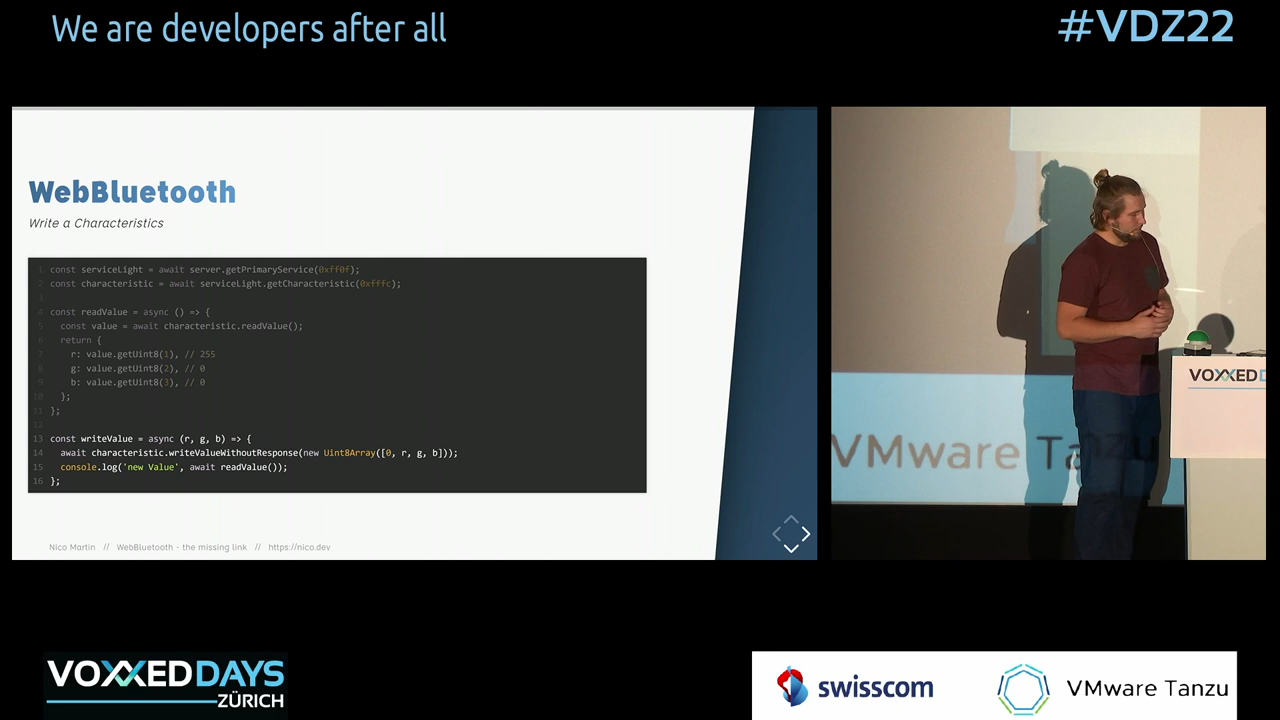 We are developers after all
#VDZ22
WebBluetooth
Write a Characteristics
1 const serviceLight = await server.getPrimaryService(0xff0f);
2 const characteristic = await serviceLight.getCharacteristic(0xfffc);
3
4 const readValue = async () => {
5 const value = await characteristic.readValue();
6 return {
7 r: value.getUint8(1), // 255
8 g: value.getUint8(2), // 0
9 b: value.getUint8(3), // 0
10 };
11 };
12
13 const writeValue = async (r, g, b) => {
14 await characteristic.writeValueWithoutResponse(new Uint8Array([0, r, g, b]));
15 console.log('new Value', await readValue());
16 };
Nico Martin // WebBluetooth - the missing link // https://nico.dev
VOXXED D
VMware Tanzu
VOXXED DAYS
ZÜRICH
swisscom
VMware Tanzu